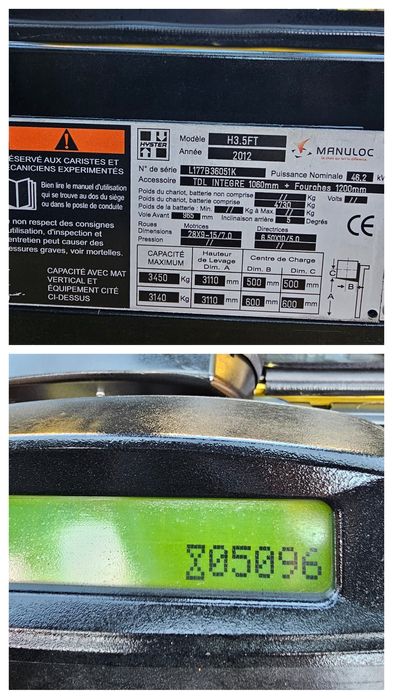 HYSTER
Modèle H3.5FT
Année 2012
MANULOC
N° de série L177B36051K Puissance Nominale 46,2 kW
Accessoire TDL INTEGRE 1060mm + Fourches 1200mm
Poids du chariot, batterie non comprise // Kg Volts //
Poids du chariot, batterie comprise 4730 Kg
Poids de la batterie : Min. // Kg à Max // Kg
Voie Avant 965 mm Inclinaison arrière 5 Degrés
Roues Motrices Directrices
Dimensions 28X9-15/7.0 6.50X10/5.0
Pression // //
CAPACITÉ MAXIMUM
Hauteur de Levage Dim. A
Centre de Charge
Dim. B Dim. C
3450 Kg 3110 mm 500 mm 500 mm
3140 Kg 3110 mm 600 mm 600 mm
C
B
A
CE
RÉSERVÉ AUX CARISTES ET
MÉCANICIENS EXPERIMENTÉS
Bien lire le manuel d'utilisation
qui se trouve au dos du siège
ou dans le poste de conduite
non respect des consignes
utilisation, d'inspection et
entretien peut causer des
blessures graves, voir mortelles.
CAPACITÉ AVEC MAT
VERTICAL ET
ÉQUIPEMENT CITÉ
CI-DESSUS
05096